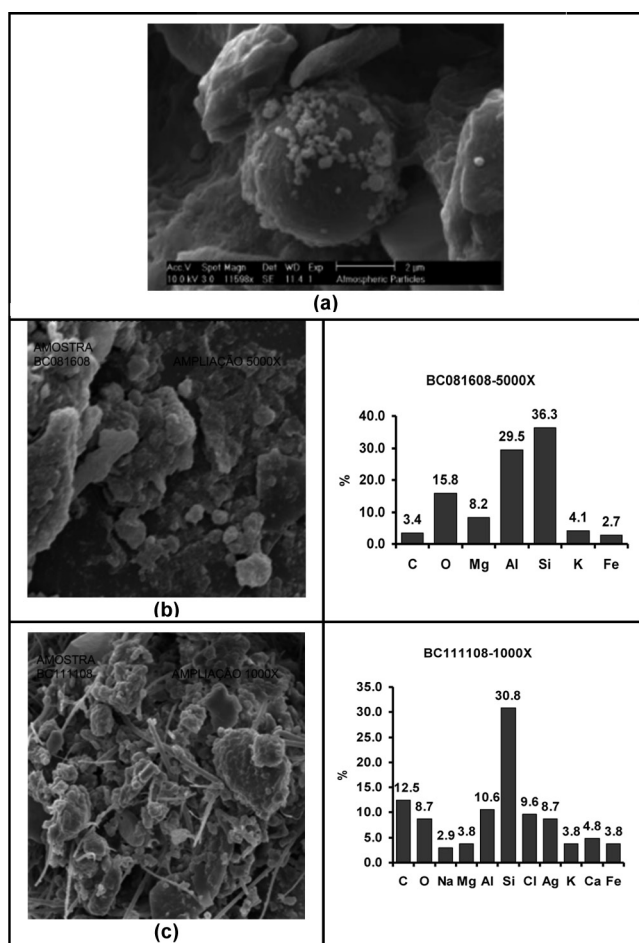 Acc.V Spot Magn Det WD Exp 2 µm
10.0 kV 3.0 11598x SE 11.4 1 Atmospheric Particles
(a)
AMOSTRA
BC081608
AMPLIAÇÃO 5000X
(b)
BC081608-5000X
%
40.0
30.0
20.0
10.0
0.0
3.4
15.8
8.2
29.5
36.3
4.1
2.7
C O Mg Al Si K Fe
AMOSTRA
BC111108-
AMPLIAÇÃO 1000X
(c)
BC111108-1000X
%
35.0
30.0
25.0
20.0
15.0
10.0
5.0
0.0
12.5
8.7
2.9
3.8
10.6
30.8
9.6
8.7
3.8
4.8
3.8
C O Na Mg Al Si Cl Ag K Ca Fe